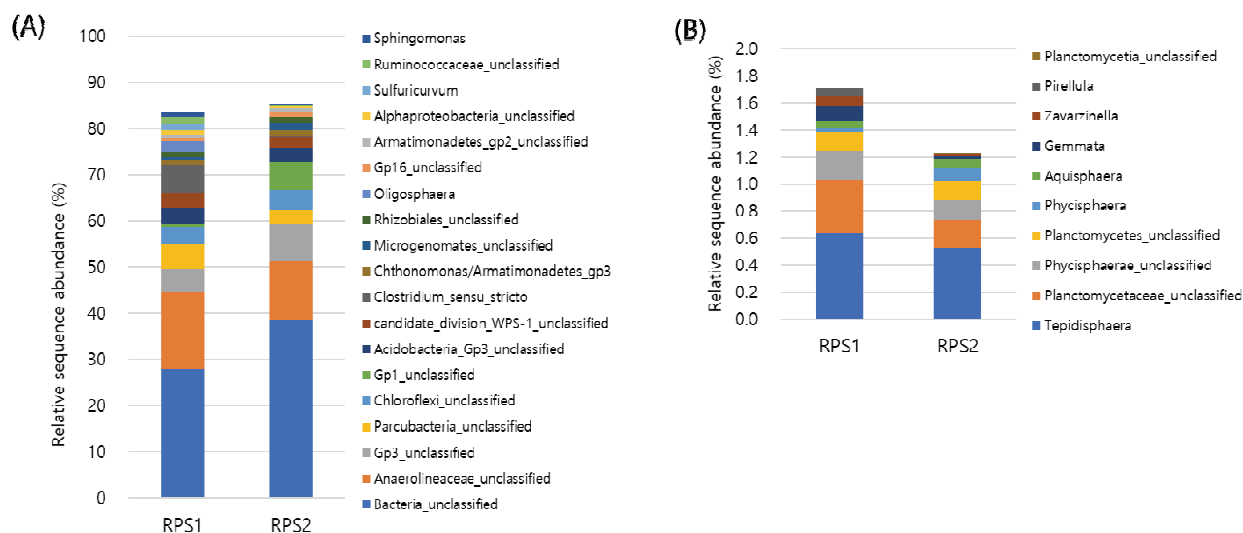 (A)
Relative sequence abundance (%)
100
90
80
70
60
50
40
30
20
10
0
RPS1
RPS2
Sphingomonas
Ruminococcaceae_unclassified
Sulfuricurvum
Alphaproteobacteria_unclassified
Armatimonadetes_gp2_unclassified
Gp16_unclassified
Oligosphaera
Rhizobiales_unclassified
Microgenomates_unclassified
Chthonomonas/Armatimonadetes_gp3
Clostridium_sensu_stricto
candidate_division_WPS-1_unclassified
Acidobacteria_Gp3_unclassified
Gp1_unclassified
Chloroflexi_unclassified
Parcubacteria_unclassified
Gp3_unclassified
Anaerolineaceae_unclassified
Bacteria_unclassified
(B)
Relative sequence abundance (%)
2.0
1.8
1.6
1.4
1.2
1.0
0.8
0.6
0.4
0.2
0.0
RPS1
RPS2
Planctomycetia_unclassified
Pirellula
Zavarzinella
Gemmata
Aquisphaera
Phycisphaera
Planctomycetes_unclassified
Phycisphaerae_unclassified
Planctomycetaceae_unclassified
Tepidisphaera